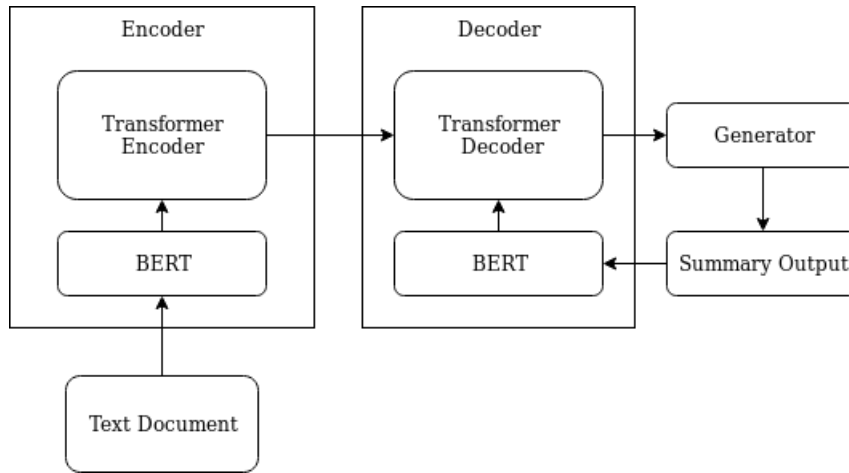 Encoder
Decoder
Transformer
Encoder
Transformer
Decoder
Generator
BERT
BERT
Summary Output
Text Document